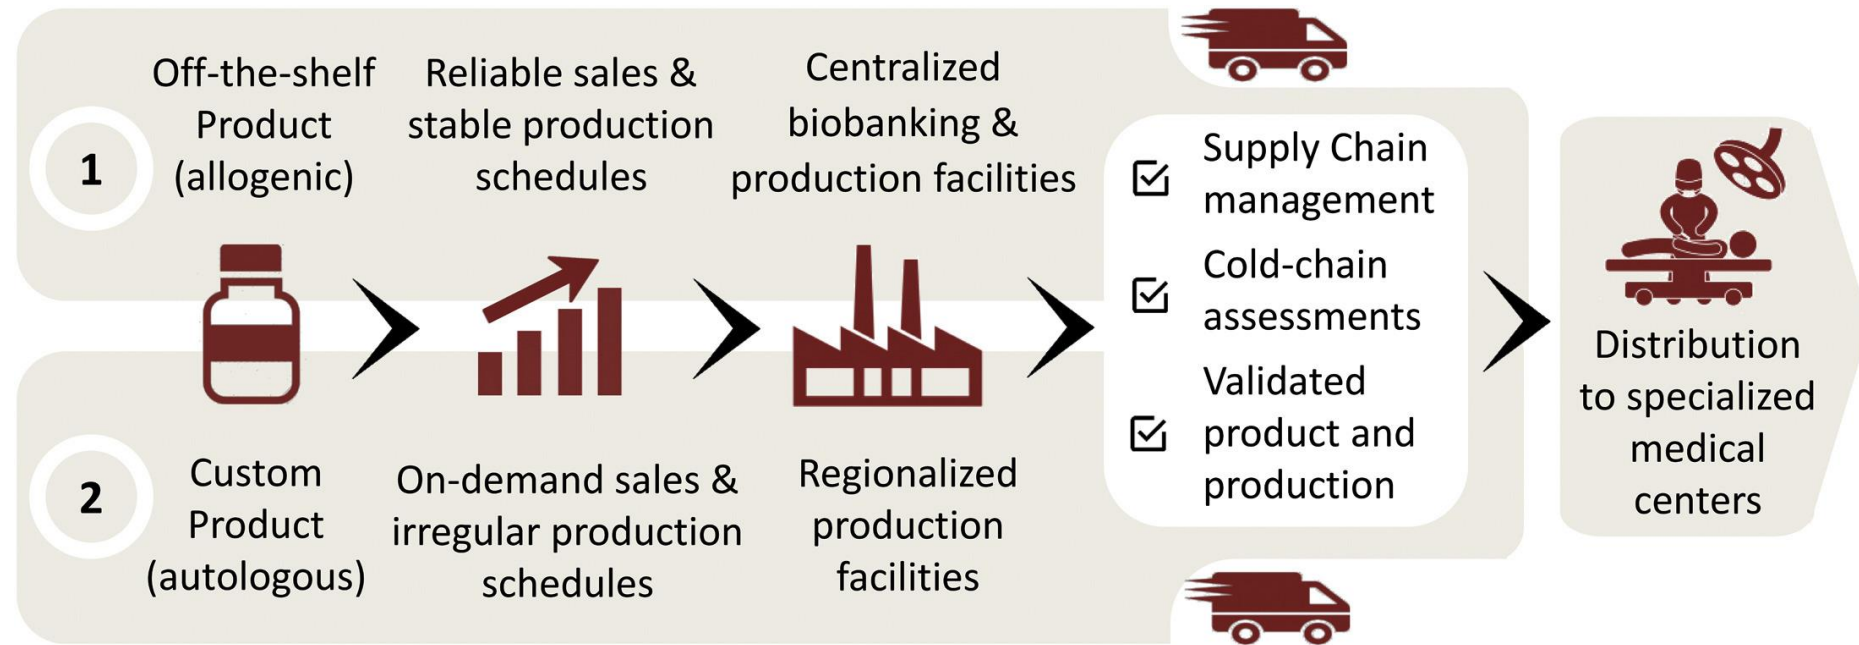 1
Off-the-shelf
Product
(allogenic)
Reliable sales &
stable production
schedules
Centralized
biobanking &
production facilities
2
Custom
Product
(autologous)
On-demand sales &
irregular production
schedules
Regionalized
production
facilities
Supply Chain
management
Cold-chain
assessments
Validated
product and
production
Distribution
to specialized
medical
centers